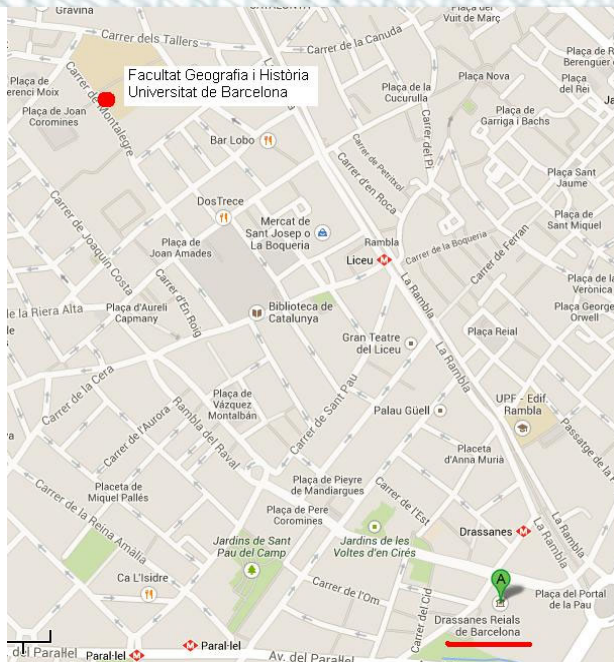 Gravina
CATALUNYA
Vuit de Març
Carrer dels Tallers
Carrer de la Canuda
Plaça Nova
Berenguer
Plaça
del Rei
Facultat Geografia i Història
Universitat de Barcelona
Plaça de
Plaça de la
Cucurulla
Plaça de Joan
Coromines
Carrer de Montalegre
Plaça de
Garriga i Bachs
Carrer del Pi
Bar Lobo
Carrer de Petritxol
Carrer d'en Roca
Plaça Sant
Jaume
DosTrece
Mercat de
Sant Josep o
La Boqueria
Plaça de
Joan Amades
Rambla
Liceu
Carrer de la Boqueria
Carrer de Ferran
Plaça de
Sant Miquel
Carrer de Joaquin Costa
Carrer d'En Roig
La Rambla
de la Riera Alta
Plaça d'Aureli
Capmany
Biblioteca de
Catalunya
Plaça de la
Verònica
Plaça George
Orwell
Gran Teatre
del Liceu
Plaça Reial
La Rambla
Carrer de la Cera
Carrer de Sant Pau
Plaça de
Vázquez
Montalbán
Palau Güell
UPF - Edif.
Rambla
Carrer de l'Aurora
Rambla del Raval
Placeta
d'Anna Murià
Passatge de la
Placeta de
Miquel Pallés
Plaça de Pieyre
de Mandiargues
Plaça de Pere
Coromines
Carrer de l'Est
Carrer de la Reina Amàlia
Jardins de Sant
Pau del Camp
Jardins de les
Voltes d'en Cirés
Drassanes
La Rambla
La Rambla
Ca L'Isidre
Carrer de l'Om
Carrer del Cid
A
Plaça del Portal
de la Pau
Drassanes Reials
de Barcelona
Paral·lel
Paral·lel
Av. del Paral·lel
del Paral·lel